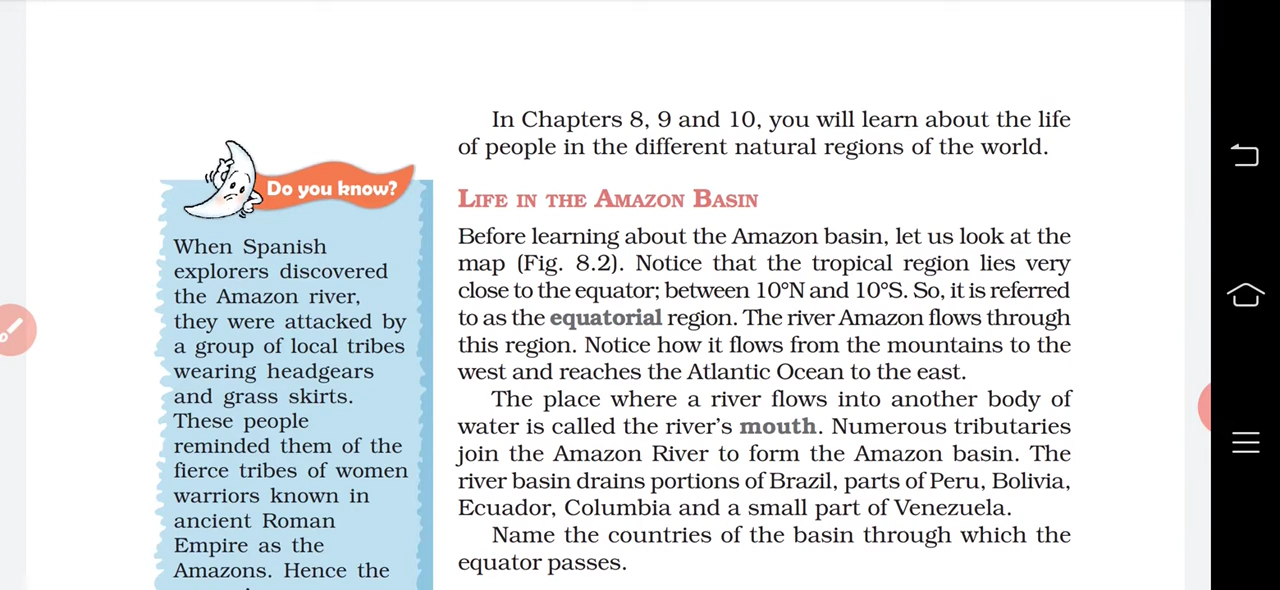 In Chapters 8, 9 and 10, you will learn about the life
of people in the different natural regions of the world.
Do you know?
When Spanish
explorers discovered
the Amazon river,
they were attacked by
a group of local tribes
wearing headgears
and grass skirts.
These people
reminded them of the
fierce tribes of women
warriors known in
ancient Roman
Empire as the
Amazons. Hence the
LIFE IN THE AMAZON BASIN
Before learning about the Amazon basin, let us look at the
map (Fig. 8.2). Notice that the tropical region lies very
close to the equator; between 10°N and 10°S. So, it is referred
to as the equatorial region. The river Amazon flows through
this region. Notice how it flows from the mountains to the
west and reaches the Atlantic Ocean to the east.
The place where a river flows into another body of
water is called the river's mouth. Numerous tributaries
join the Amazon River to form the Amazon basin. The
river basin drains portions of Brazil, parts of Peru, Bolivia,
Ecuador, Columbia and a small part of Venezuela.
Name the countries of the basin through which the
equator passes.